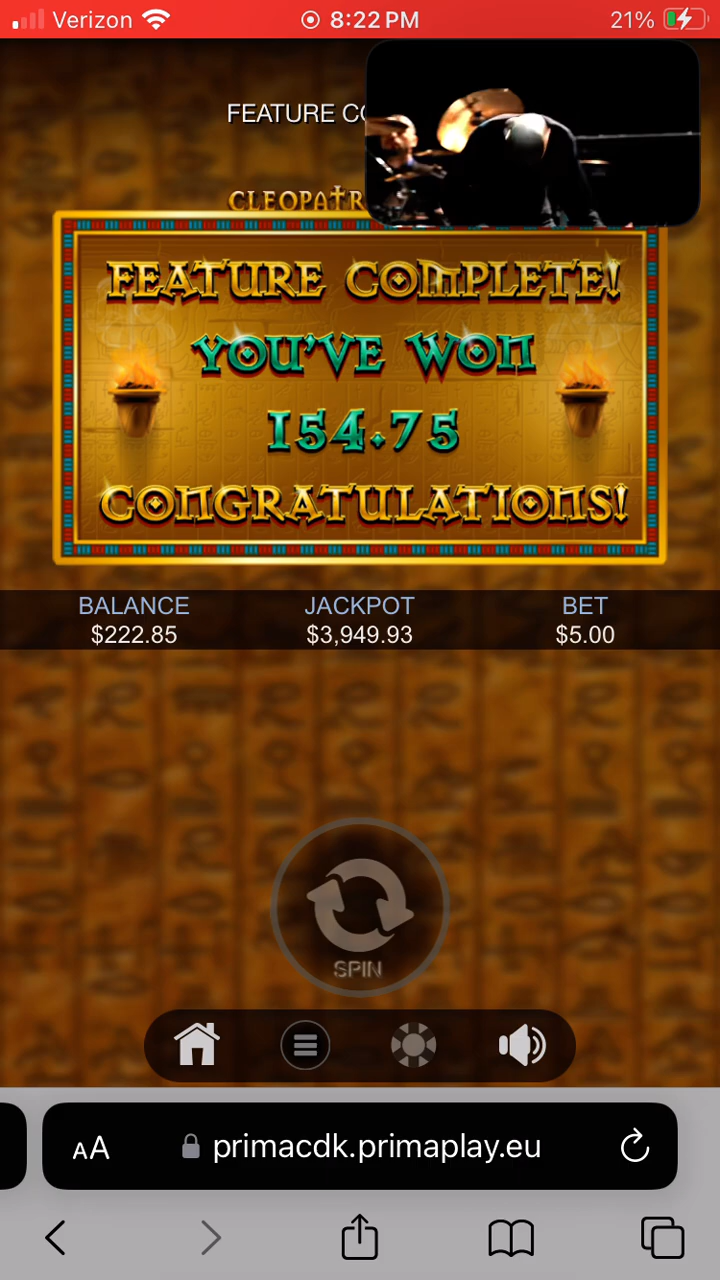 Verizon 8:22 PM 21%
FEATURE
CLEOPATR
FEATURE COMPLETE!
YOU'VE WON
154.75
CONGRATULATIONS!
BALANCE JACKPOT BET
$222.85 $3,949.93 $5.00
SPIN
AA primacdk.primaplay.eu